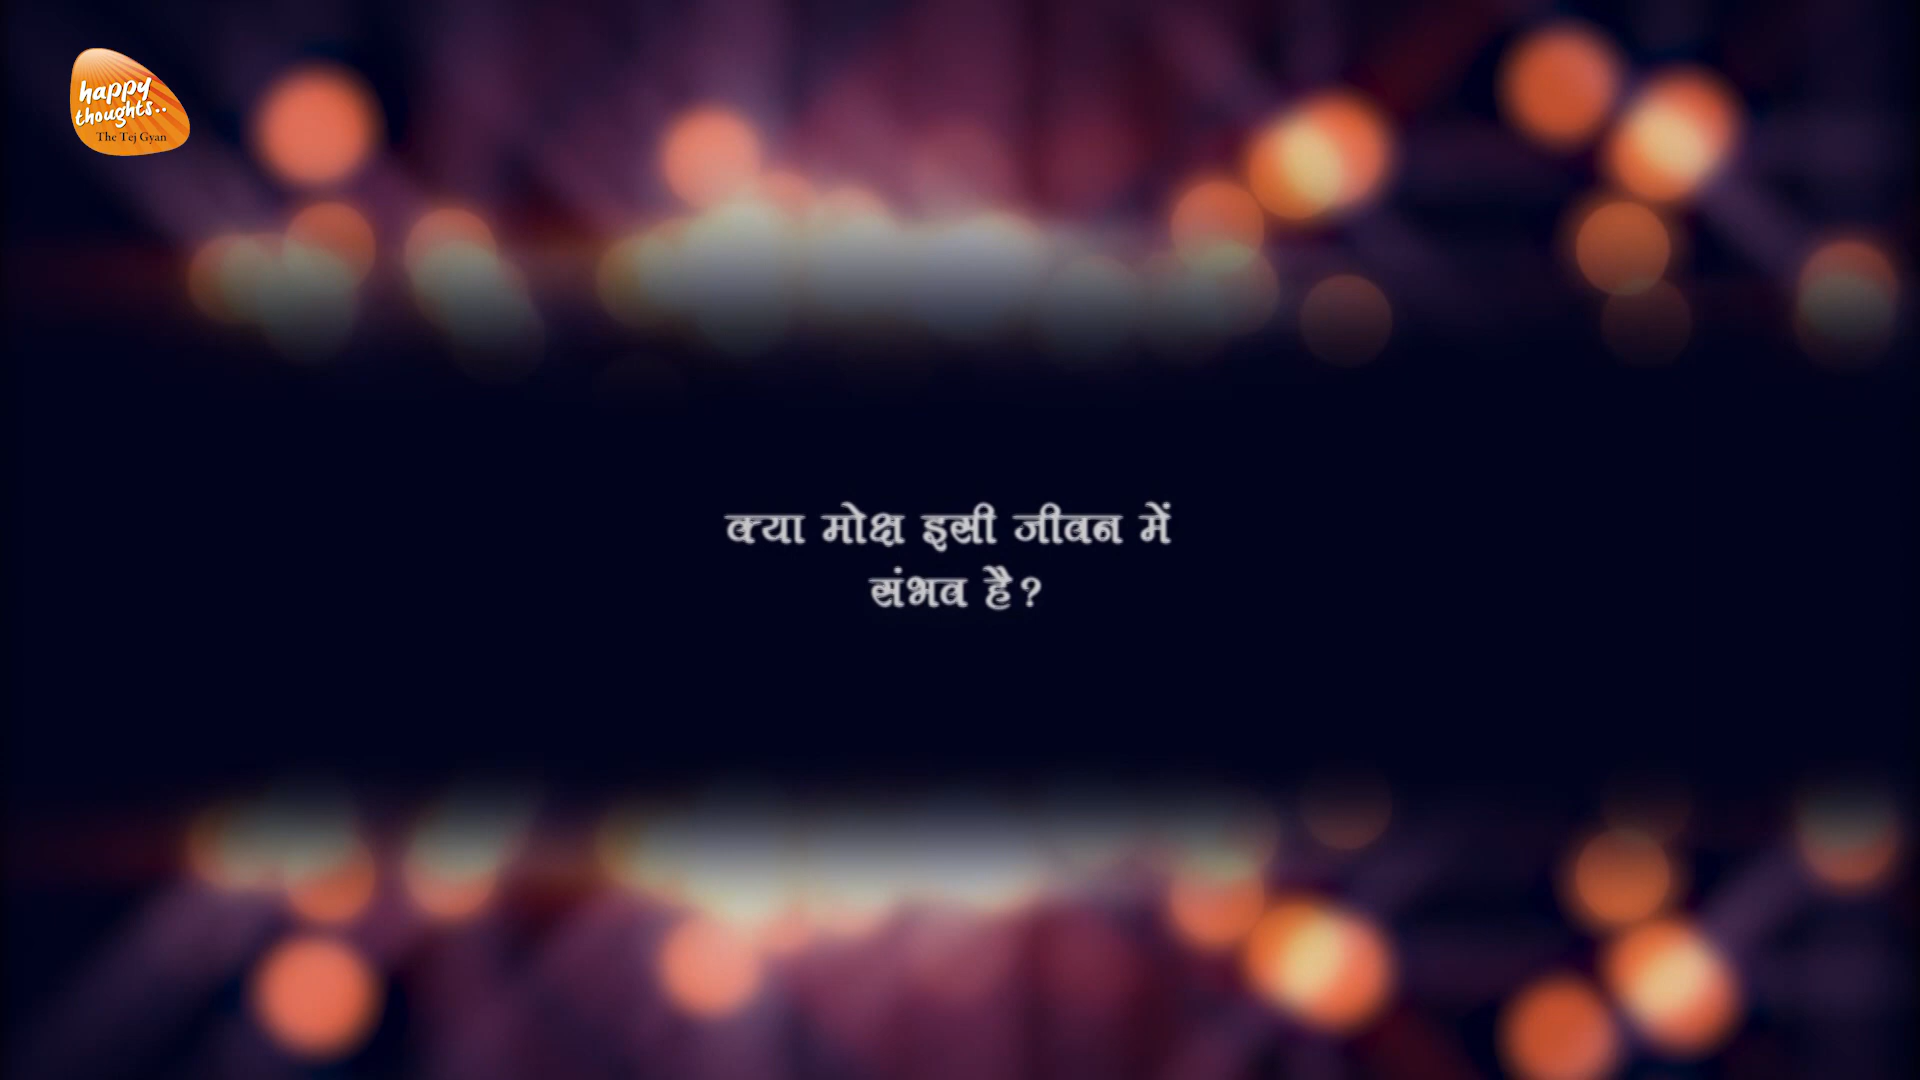 happy
thoughts..
The Tej Gyan
क्या मोक्ष इसी जीवन में
संभव है?